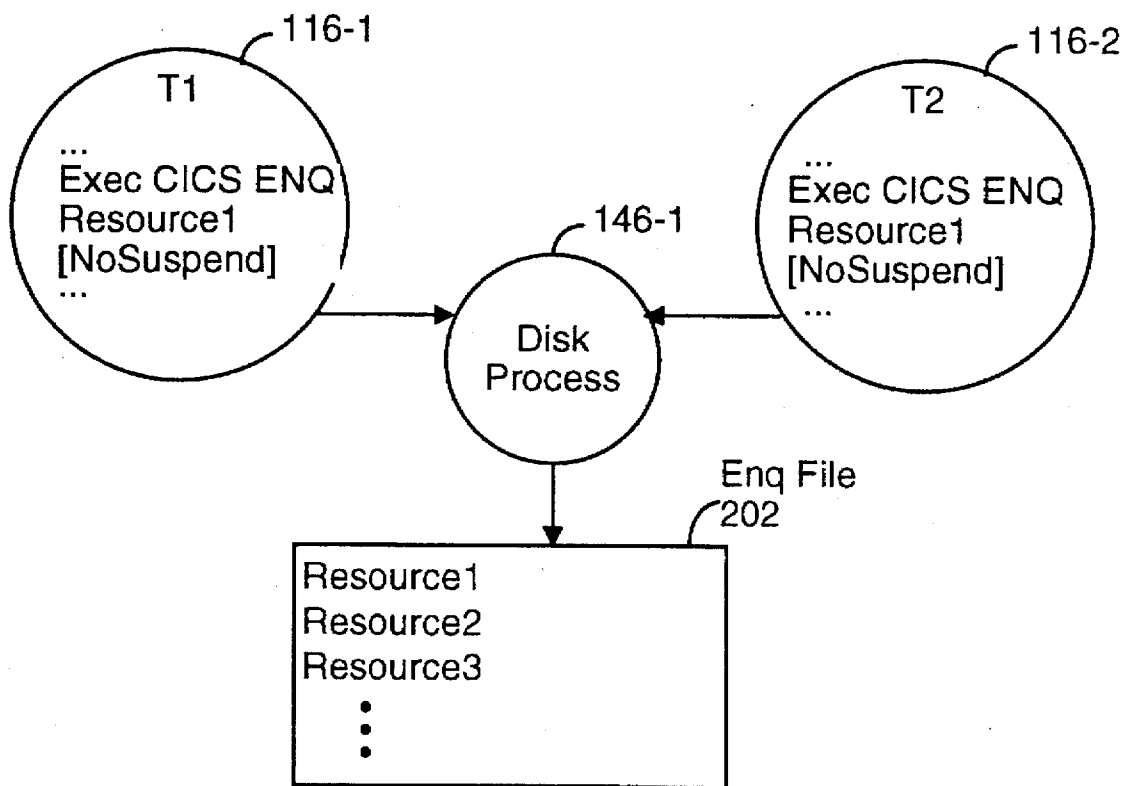 116-1
T1
...
Exec CICS ENQ
Resource1
[NoSuspend]
...
116-2
T2
...
Exec CICS ENQ
Resource1
[NoSuspend]
...
146-1
Disk
Process
Enq File
202
Resource1
Resource2
Resource3